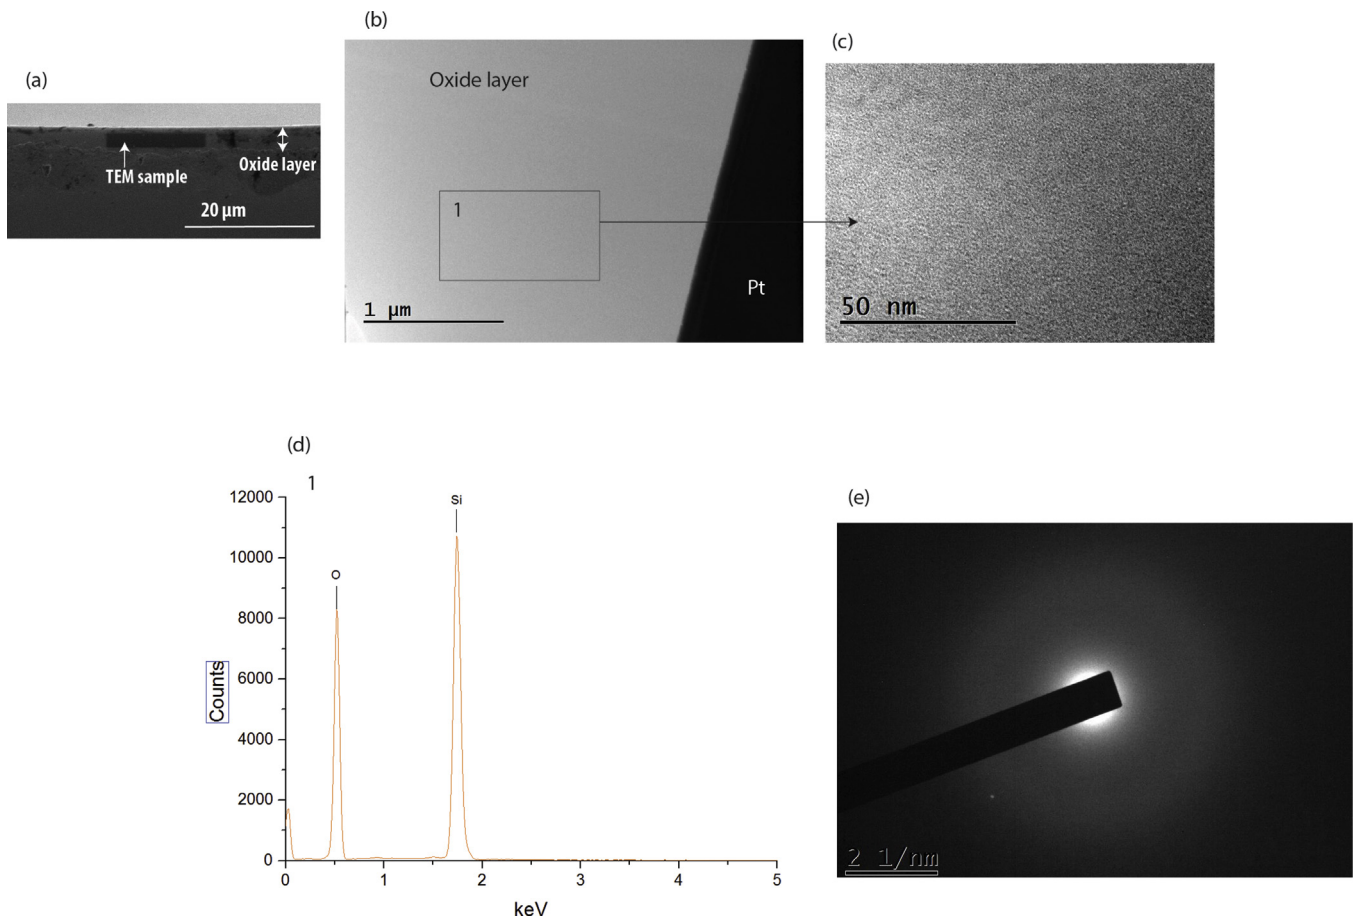 (a)
TEM sample
Oxide layer
20 µm
(b)
Oxide layer
1
Pt
1 µm
(c)
50 nm
(d)
1
12000
10000
8000
6000
4000
2000
0
Counts
O
Si
0
1
2
3
4
5
keV
(e)
2 1/nm